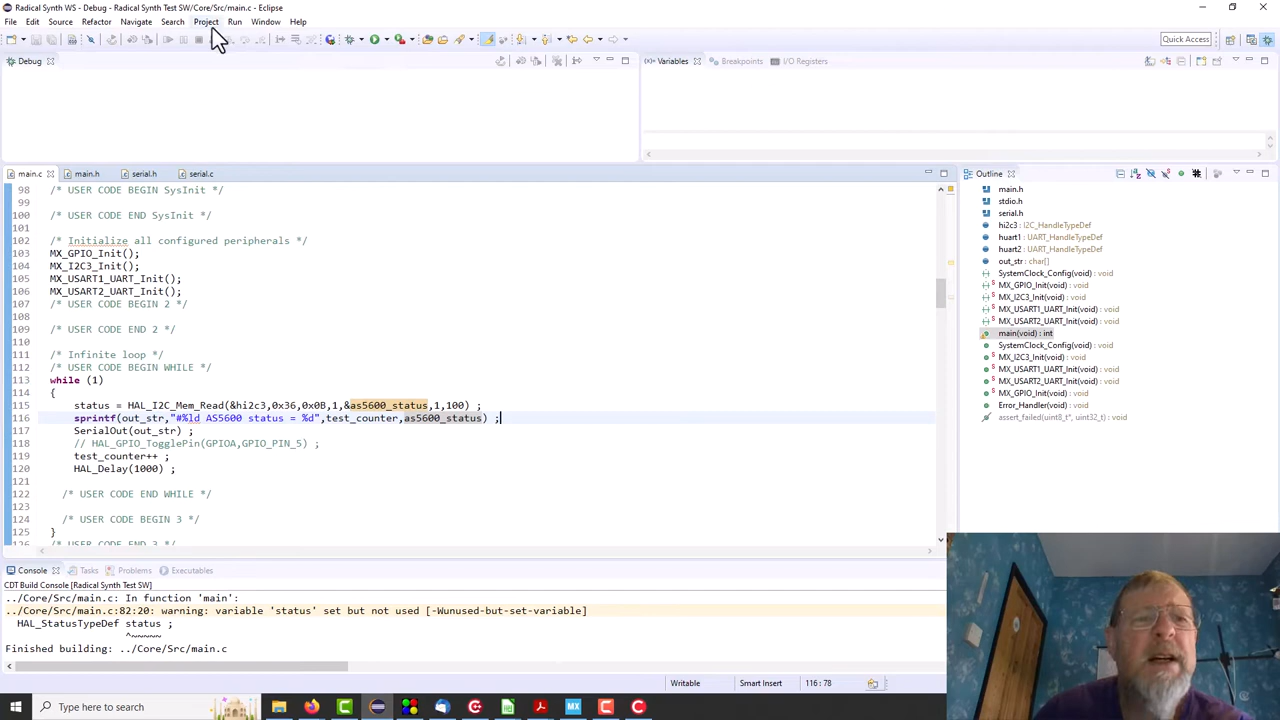 Radical Synth WS - Debug - Radical Synth Test SW/Core/Src/main.c - Eclipse
File Edit Source Refactor Navigate Search Project Run Window Help
Quick Access
Debug
Variables Breakpoints I/O Registers
main.c main.h serial.h serial.c
98 /* USER CODE BEGIN SysInit */
99
100 /* USER CODE END SysInit */
101
102 /* Initialize all configured peripherals */
103 MX_GPIO_Init();
104 MX_I2C3_Init();
105 MX_USART1_UART_Init();
106 MX_USART2_UART_Init();
107 /* USER CODE BEGIN 2 */
108
109 /* USER CODE END 2 */
110
111 /* Infinite loop */
112 /* USER CODE BEGIN WHILE */
113 while (1)
114 {
115 status = HAL_I2C_Mem_Read(&hi2c3,0x36,0x0B,1,&as5600_status,1,100) ;
116 sprintf(out_str,"#%ld AS5600 status = %d",test_counter,as5600_status) ;
117 SerialOut(out_str) ;
118 // HAL_GPIO_TogglePin(GPIOA,GPIO_PIN_5) ;
119 test_counter++ ;
120 HAL_Delay(1000) ;
121
122 /* USER CODE END WHILE */
123
124 /* USER CODE BEGIN 3 */
125 }
126 /* USER CODE END 3 */
Outline
main.h
stdio.h
serial.h
hi2c3 : I2C_HandleTypeDef
huart1 : UART_HandleTypeDef
huart2 : UART_HandleTypeDef
out_str : char[]
SystemClock_Config(void) : void
MX_GPIO_Init(void) : void
MX_I2C3_Init(void) : void
MX_USART1_UART_Init(void) : void
MX_USART2_UART_Init(void) : void
main(void) : int
SystemClock_Config(void) : void
MX_I2C3_Init(void) : void
MX_USART1_UART_Init(void) : void
MX_USART2_UART_Init(void) : void
MX_GPIO_Init(void) : void
Error_Handler(void) : void
assert_failed(uint8_t*, uint32_t) : void
Console Tasks Problems Executables
CDT Build Console [Radical Synth Test SW]
../Core/Src/main.c: In function 'main':
../Core/Src/main.c:82:20: warning: variable 'status' set but not used [-Wunused-but-set-variable]
HAL_StatusTypeDef status ;
^~~~~~
Finished building: ../Core/Src/main.c
Writable Smart Insert 116 : 78
Type here to search
MX